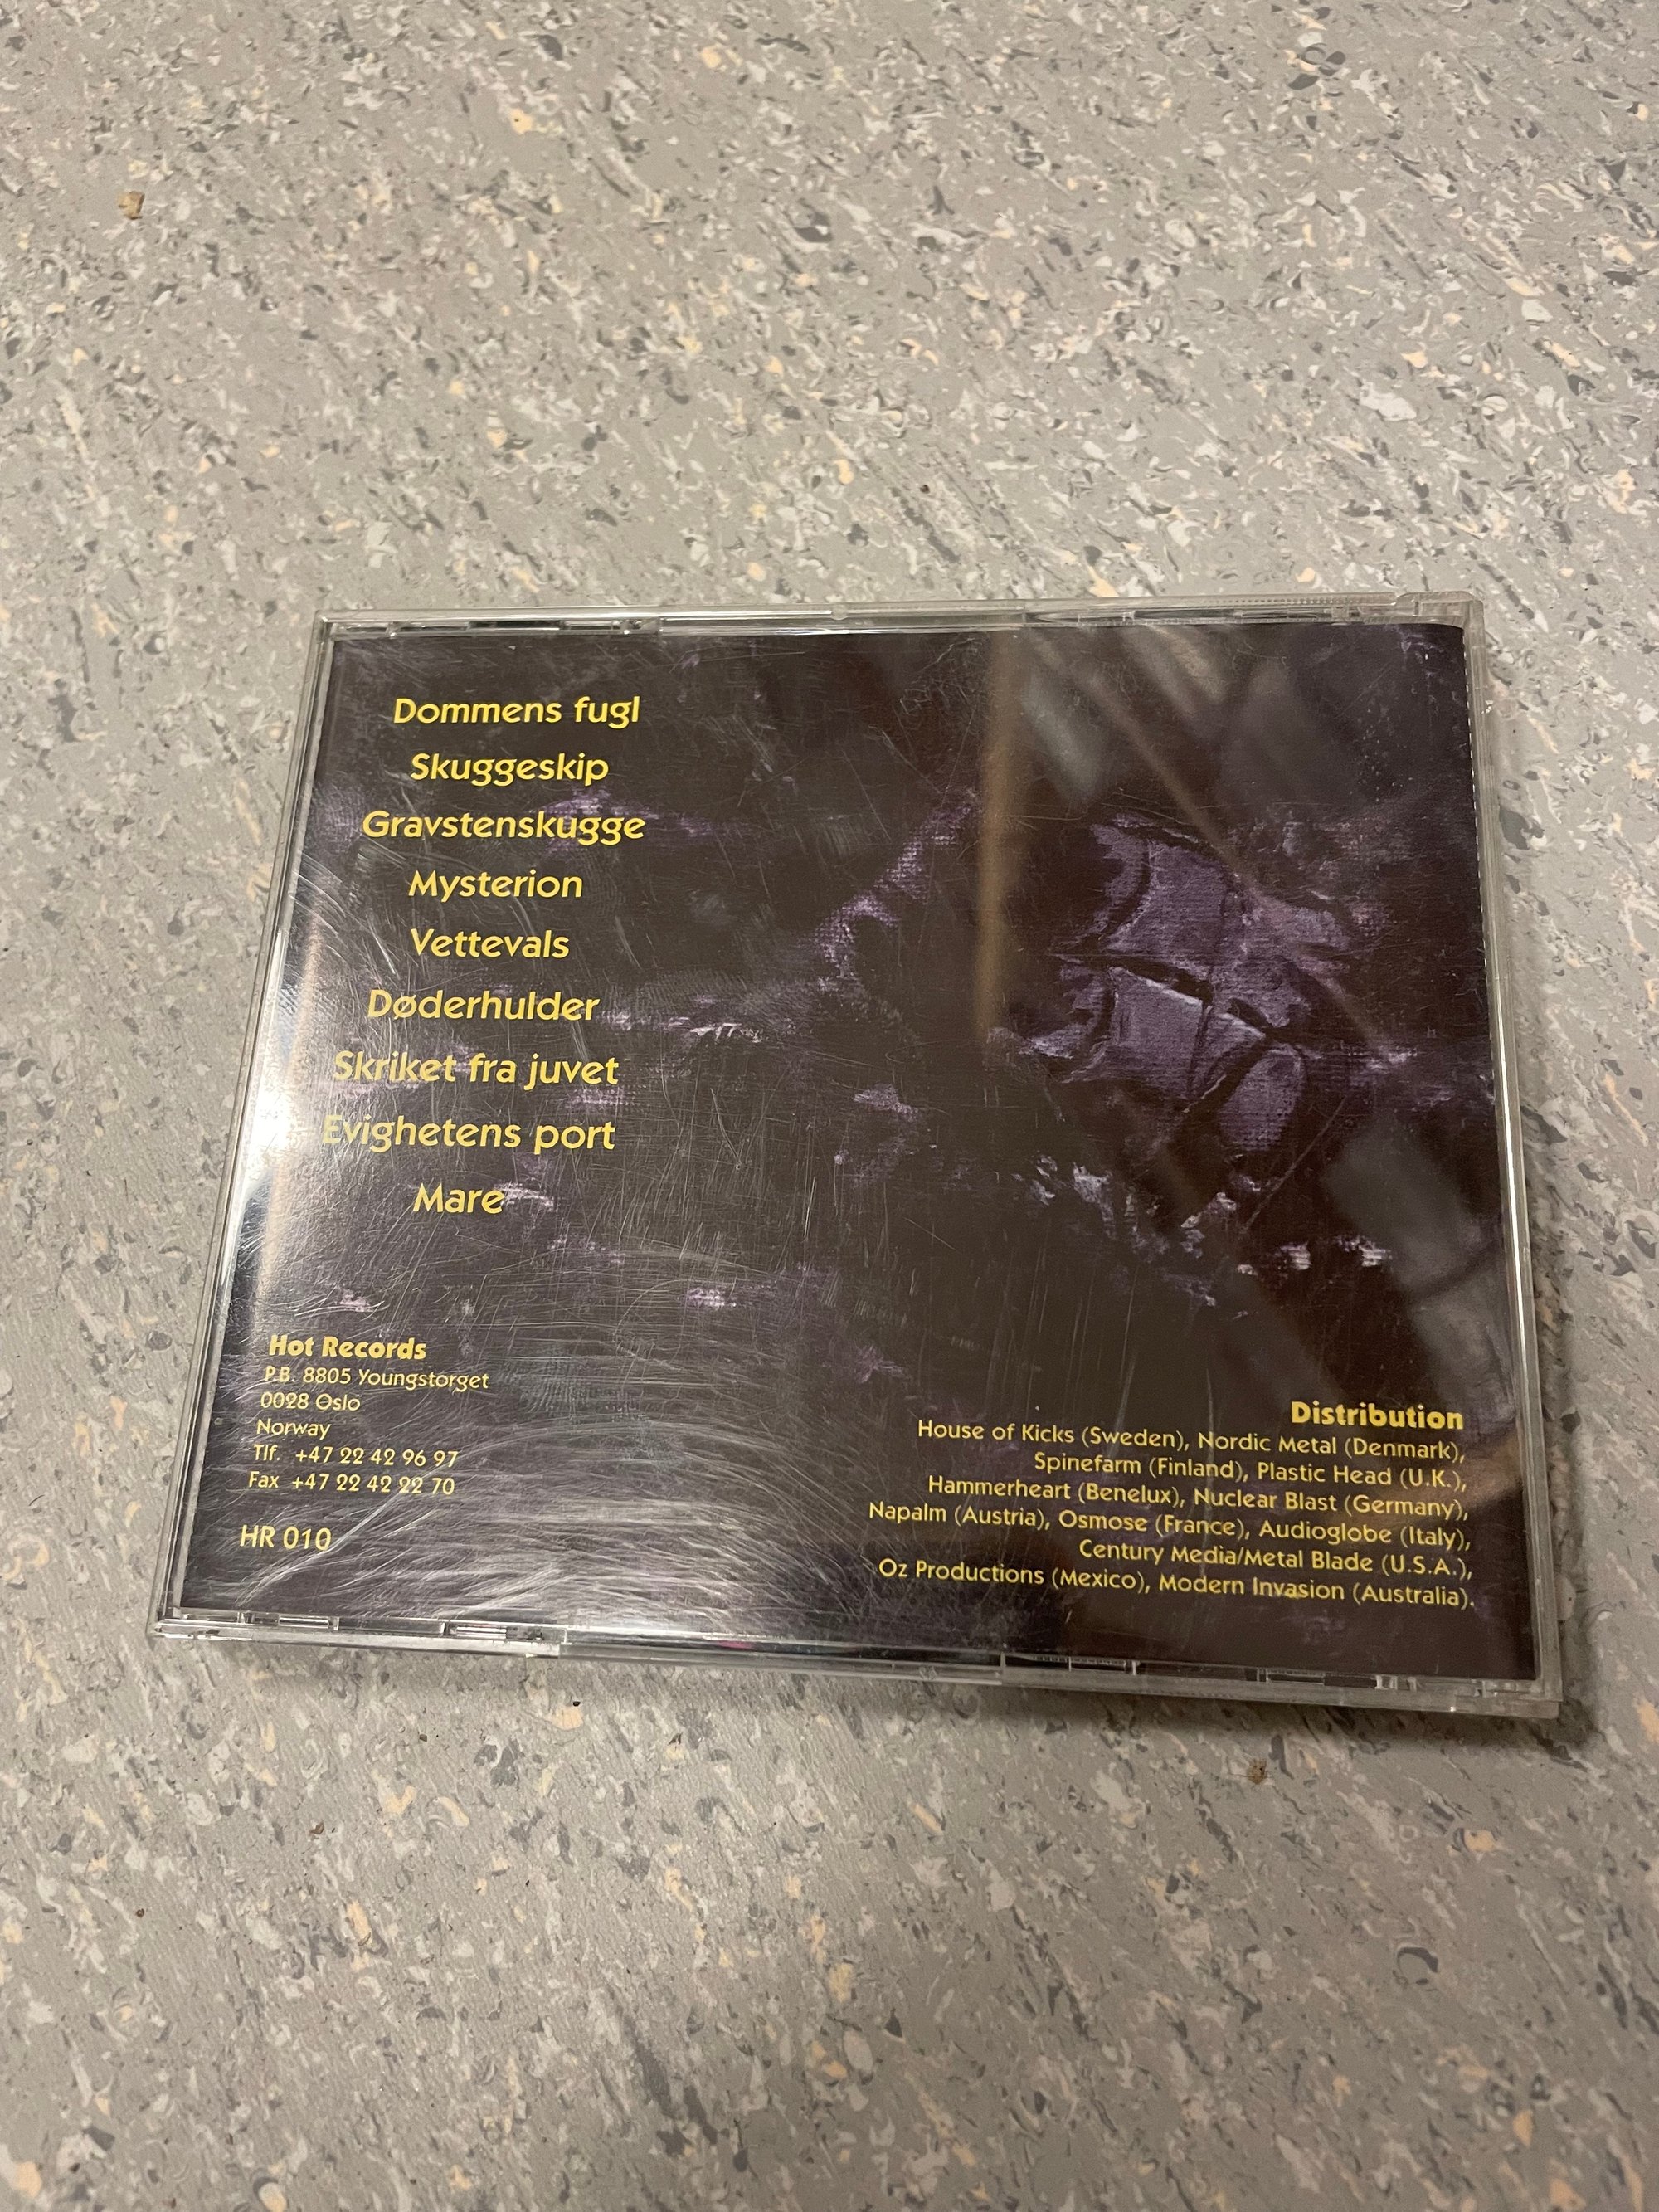 Dommens fugl
Skuggeskip
Gravstenskugge
Mysterion
Vettevals
Døderhulder
Skriket fra juvet
Evighetens port
Mare
Hot Records
P.B. 8805 Youngstorget
0028 Oslo
Norway
Tlf. +47 22 42 96 97
Fax +47 22 42 22 70
HR 010
Distribution
House of Kicks (Sweden), Nordic Metal (Denmark),
Spinefarm (Finland), Plastic Head (U.K.),
Hammerheart (Benelux), Nuclear Blast (Germany),
Napalm (Austria), Osmose (France), Audioglobe (Italy),
Century Media/Metal Blade (U.S.A.),
Oz Productions (Mexico), Modern Invasion (Australia).